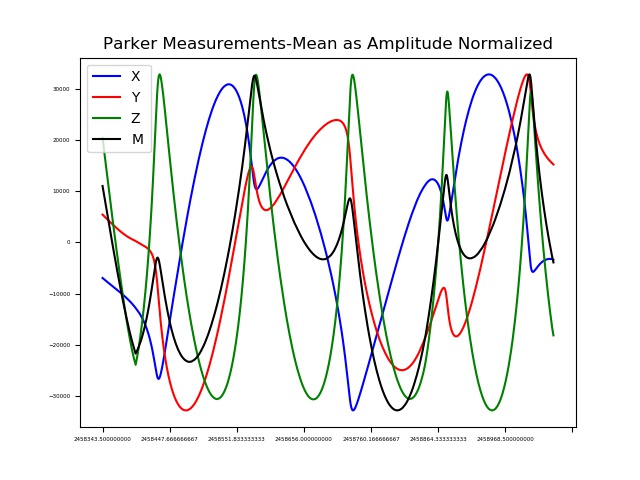 Parker Measurements-Mean as Amplitude Normalized
X
Y
Z
M
30000
20000
10000
0
−10000
−20000
−30000
2458343.500000000 2458447.666666667 2458551.833333333 2458656.000000000 2458760.166666667 2458864.333333333 2458968.500000000